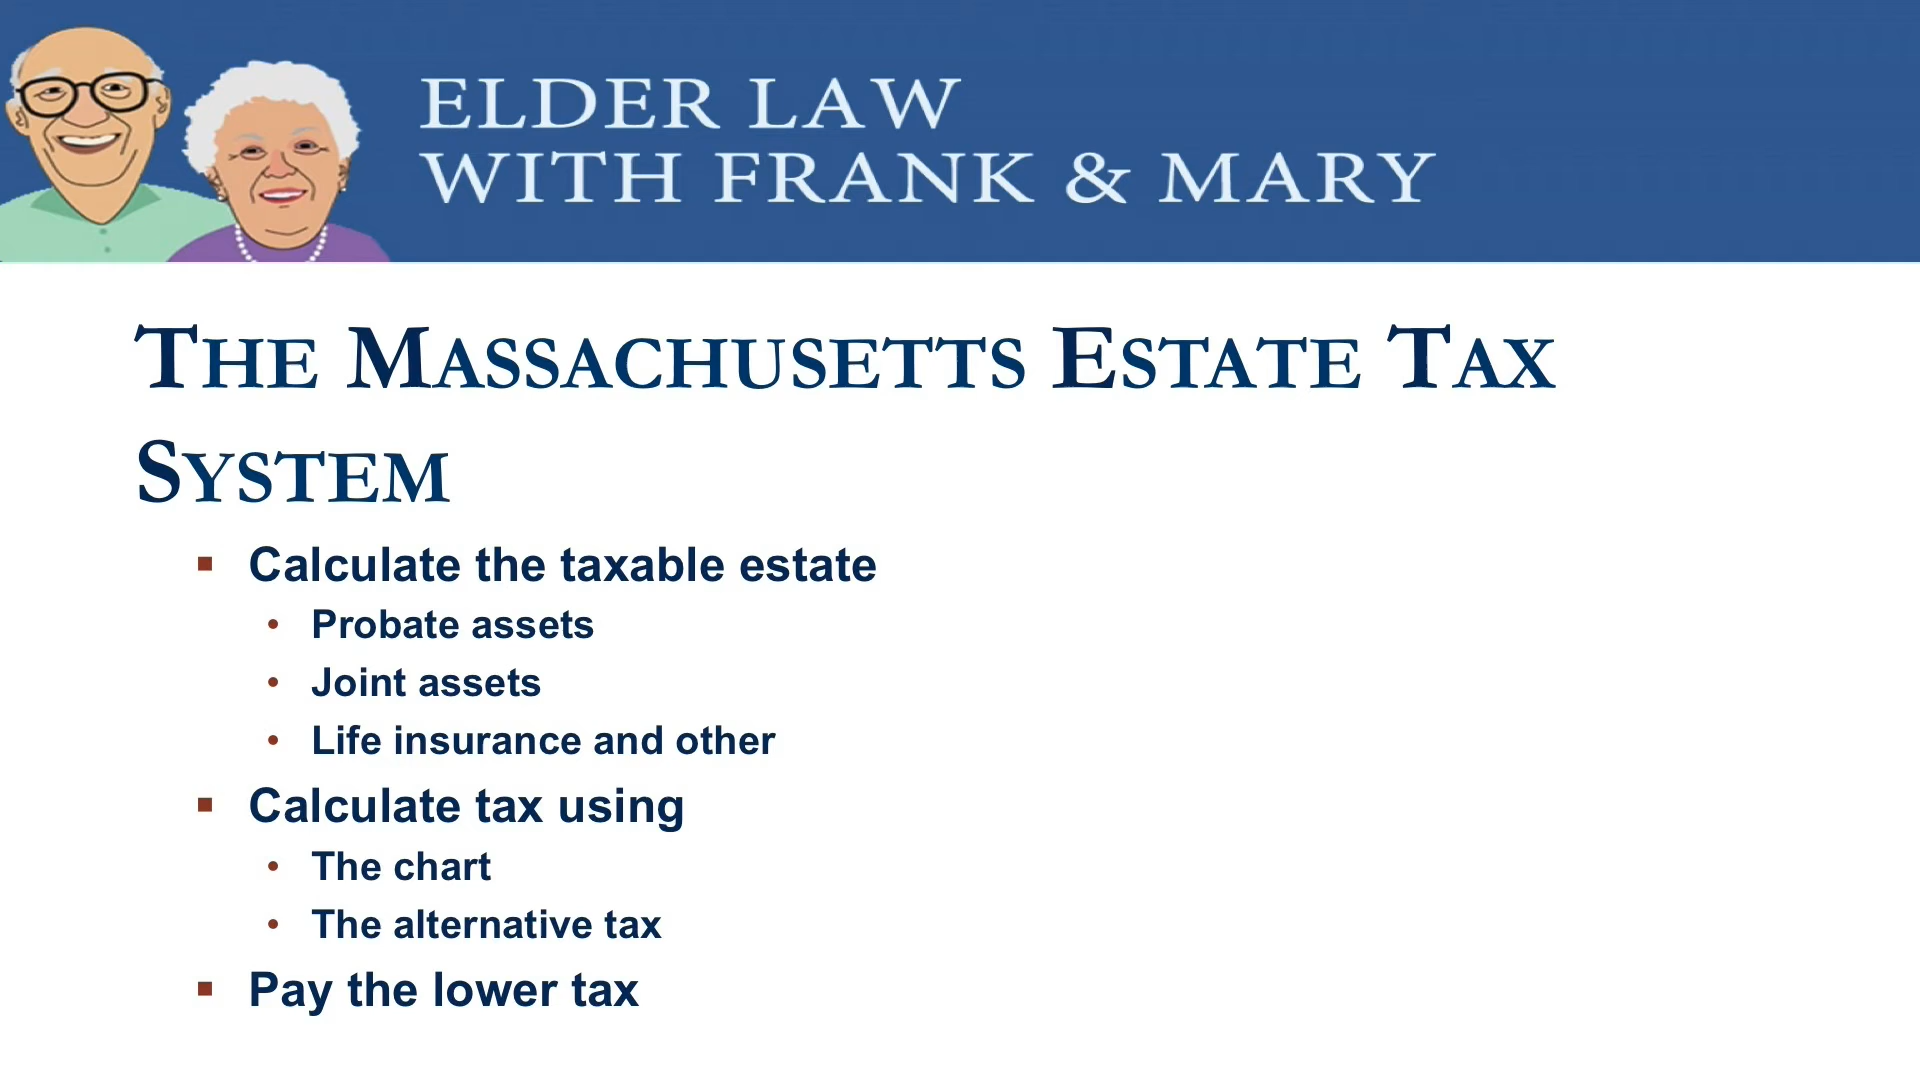 ELDER LAW
WITH FRANK & MARY
THE MASSACHUSETTS ESTATE TAX
SYSTEM
▪ Calculate the taxable estate
• Probate assets
• Joint assets
• Life insurance and other
▪ Calculate tax using
• The chart
• The alternative tax
▪ Pay the lower tax